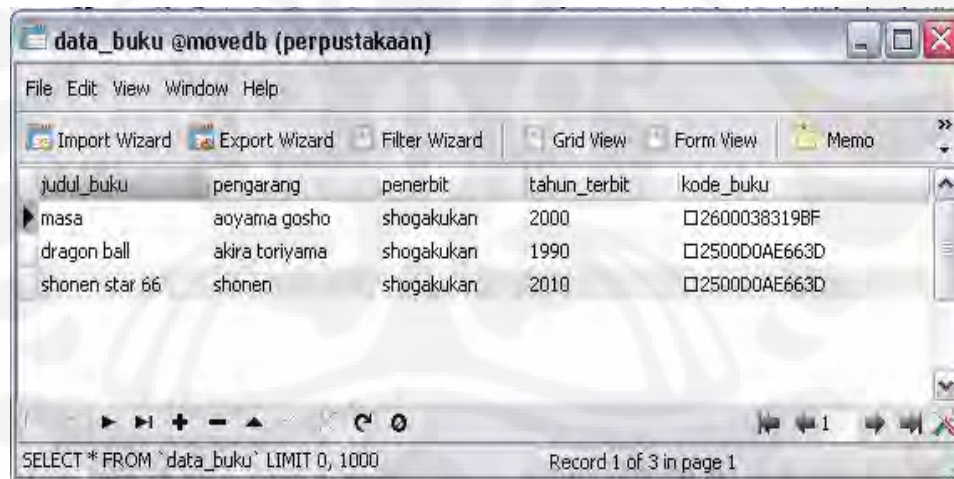 data_buku @movedb (perpustakaan)
File Edit View Window Help
Import Wizard Export Wizard Filter Wizard Grid View Form View Memo »
judul_buku pengarang penerbit tahun_terbit kode_buku
masa aoyama gosho shogakukan 2000 □2600038319BF
dragon ball akira toriyama shogakukan 1990 □2500D0AE663D
shonen star 66 shonen shogakukan 2010 □2500D0AE663D
1
SELECT * FROM `data_buku` LIMIT 0, 1000 Record 1 of 3 in page 1